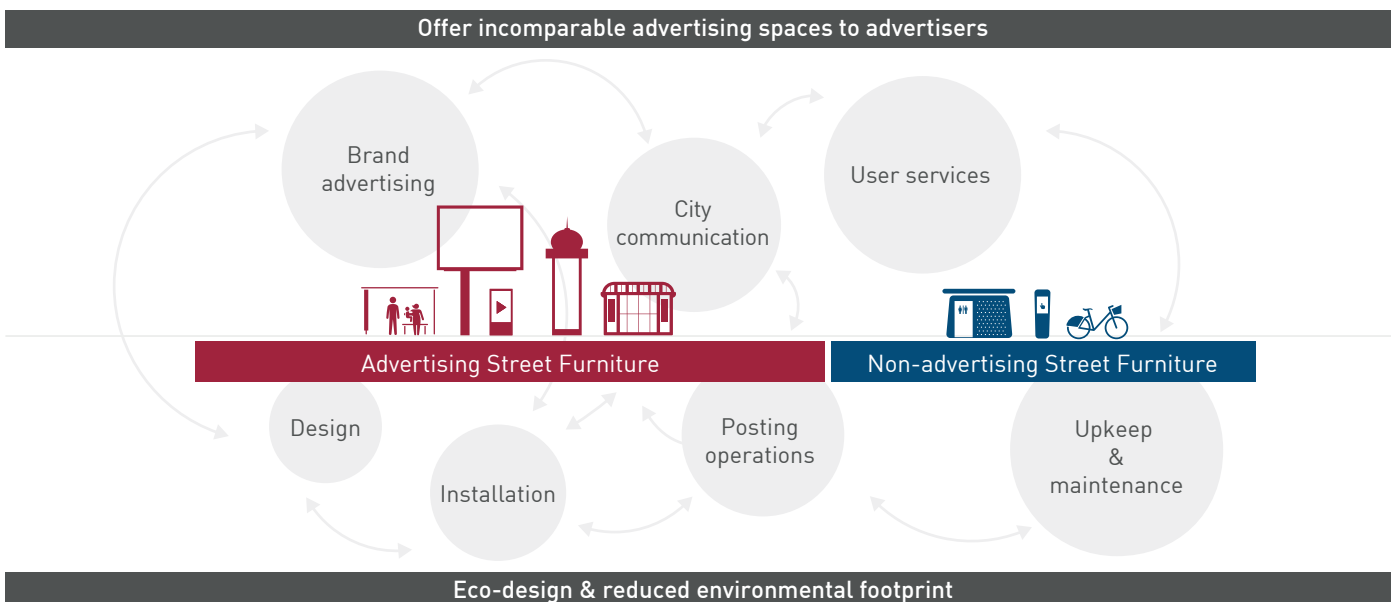 Offer incomparable advertising spaces to advertisers
Brand
advertising
City
communication
User services
Advertising Street Furniture
Non-advertising Street Furniture
Design
Installation
Posting
operations
Upkeep
&
maintenance
Eco-design & reduced environmental footprint